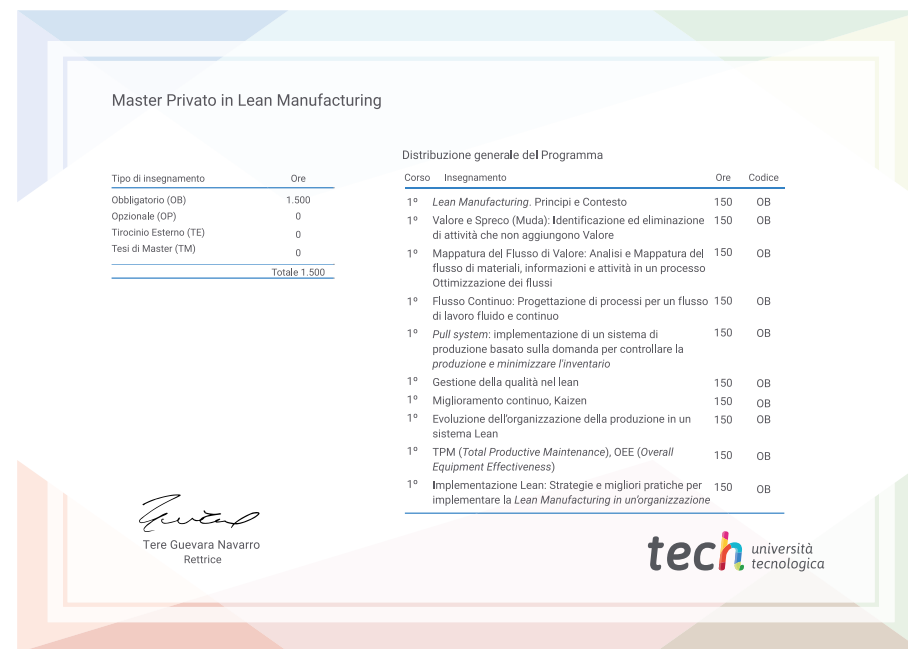 Master Privato in Lean Manufacturing
Tipo di insegnamento Ore
Obbligatorio (OB) 1.500
Opzionale (OP) 0
Tirocinio Esterno (TE) 0
Tesi di Master (TM) 0
Totale 1.500
Distribuzione generale del Programma
Corso Insegnamento Ore Codice
1º Lean Manufacturing. Principi e Contesto 150 OB
1º Valore e Spreco (Muda): Identificazione ed eliminazione 150 OB
di attività che non aggiungono Valore
1º Mappatura del Flusso di Valore: Analisi e Mappatura del 150 OB
flusso di materiali, informazioni e attività in un processo
Ottimizzazione dei flussi
1º Flusso Continuo: Progettazione di processi per un flusso 150 OB
di lavoro fluido e continuo
1º Pull system: implementazione di un sistema di 150 OB
produzione basato sulla domanda per controllare la
produzione e minimizzare l'inventario
1º Gestione della qualità nel lean 150 OB
1º Miglioramento continuo, Kaizen 150 OB
1º Evoluzione dell'organizzazione della produzione in un 150 OB
sistema Lean
1º TPM (Total Productive Maintenance), OEE (Overall 150 OB
Equipment Effectiveness)
1º Implementazione Lean: Strategie e migliori pratiche per 150 OB
implementare la Lean Manufacturing in un'organizzazione
Tere Guevara Navarro
Rettrice
tech università
tecnologica